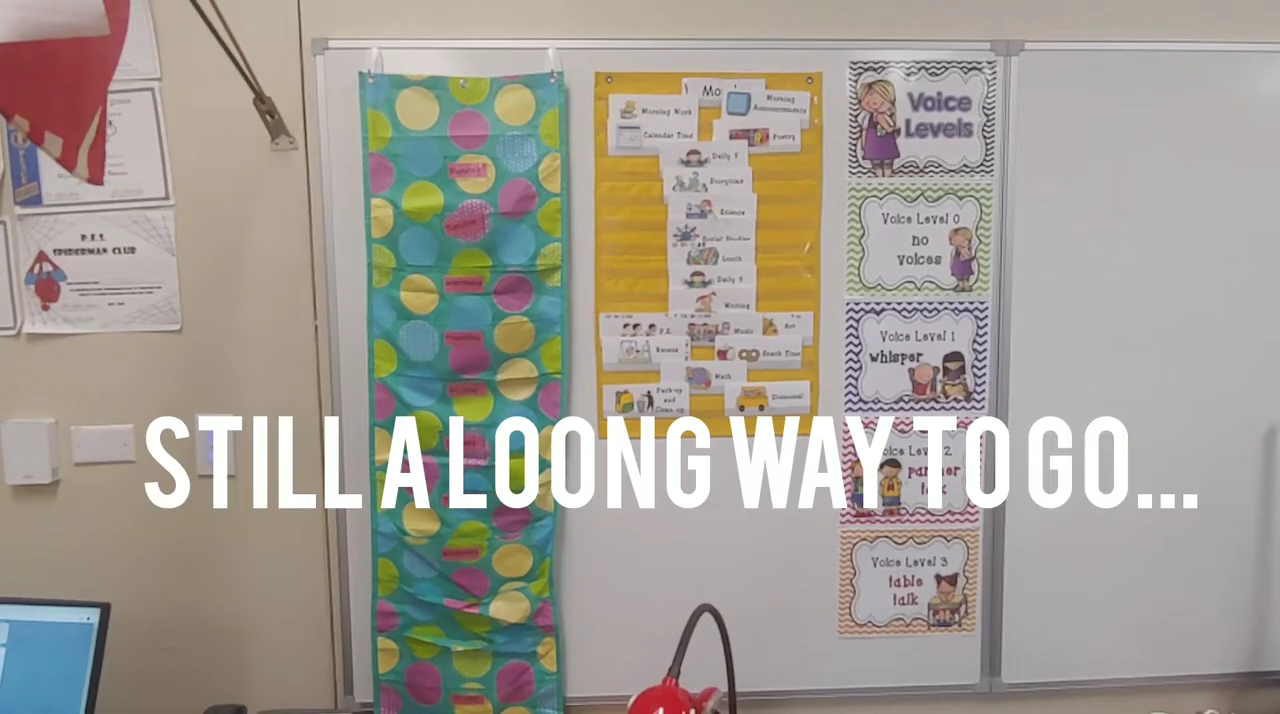 P.E.S.
SPIDERMAN CLUB
Morning Work
Calendar Time
Morning
Announcements
Poetry
Daily 5
Storytime
Science
Social Studies
Lunch
Daily 5
Writing
P.E.
Music
Art
Recess
Snack Time
Math
Pack-up
and
Clean-up
Dismissal
Voice
Levels
Voice Level 0
no
voices
Voice Level 1
whisper
Voice Level 2
partner
talk
Voice Level 3
table
talk
STILL A LOONG WAY TO GO...